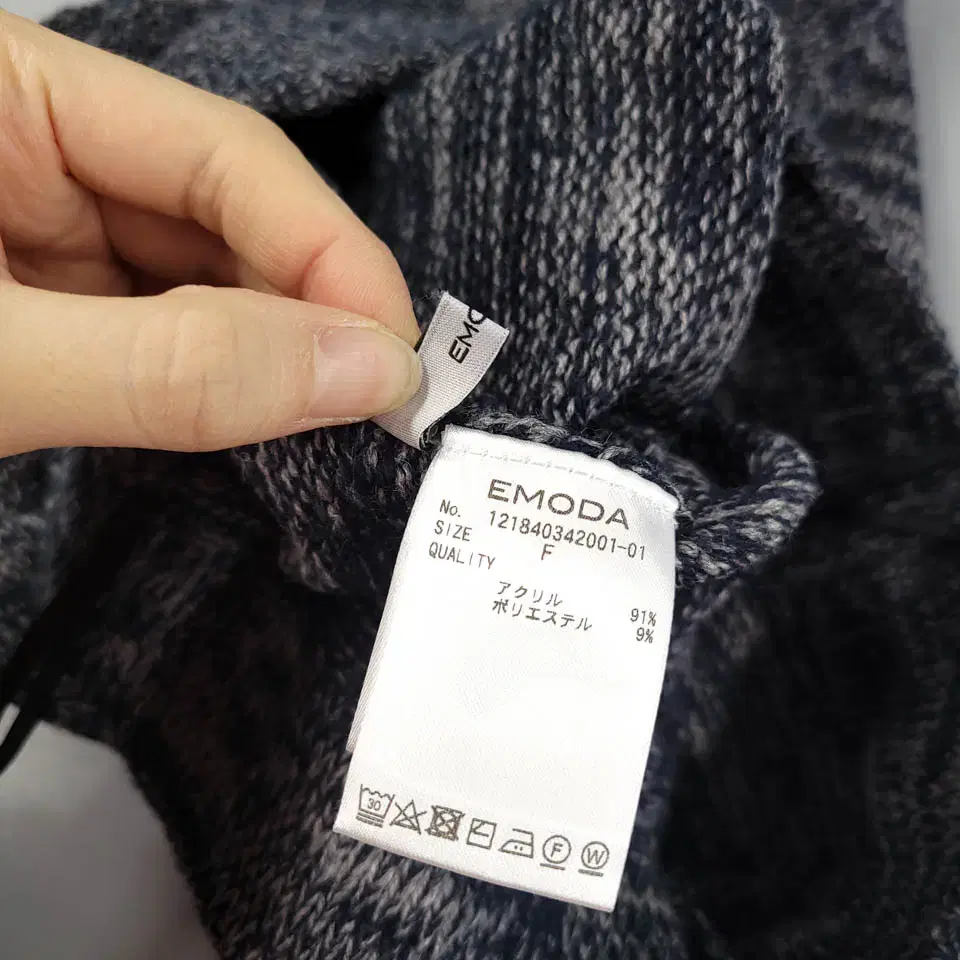 EMO
EMODA
No. 121840342001-01
SIZE F
QUALITY
アクリル 91%
ポリエステル 9%
30
F
W